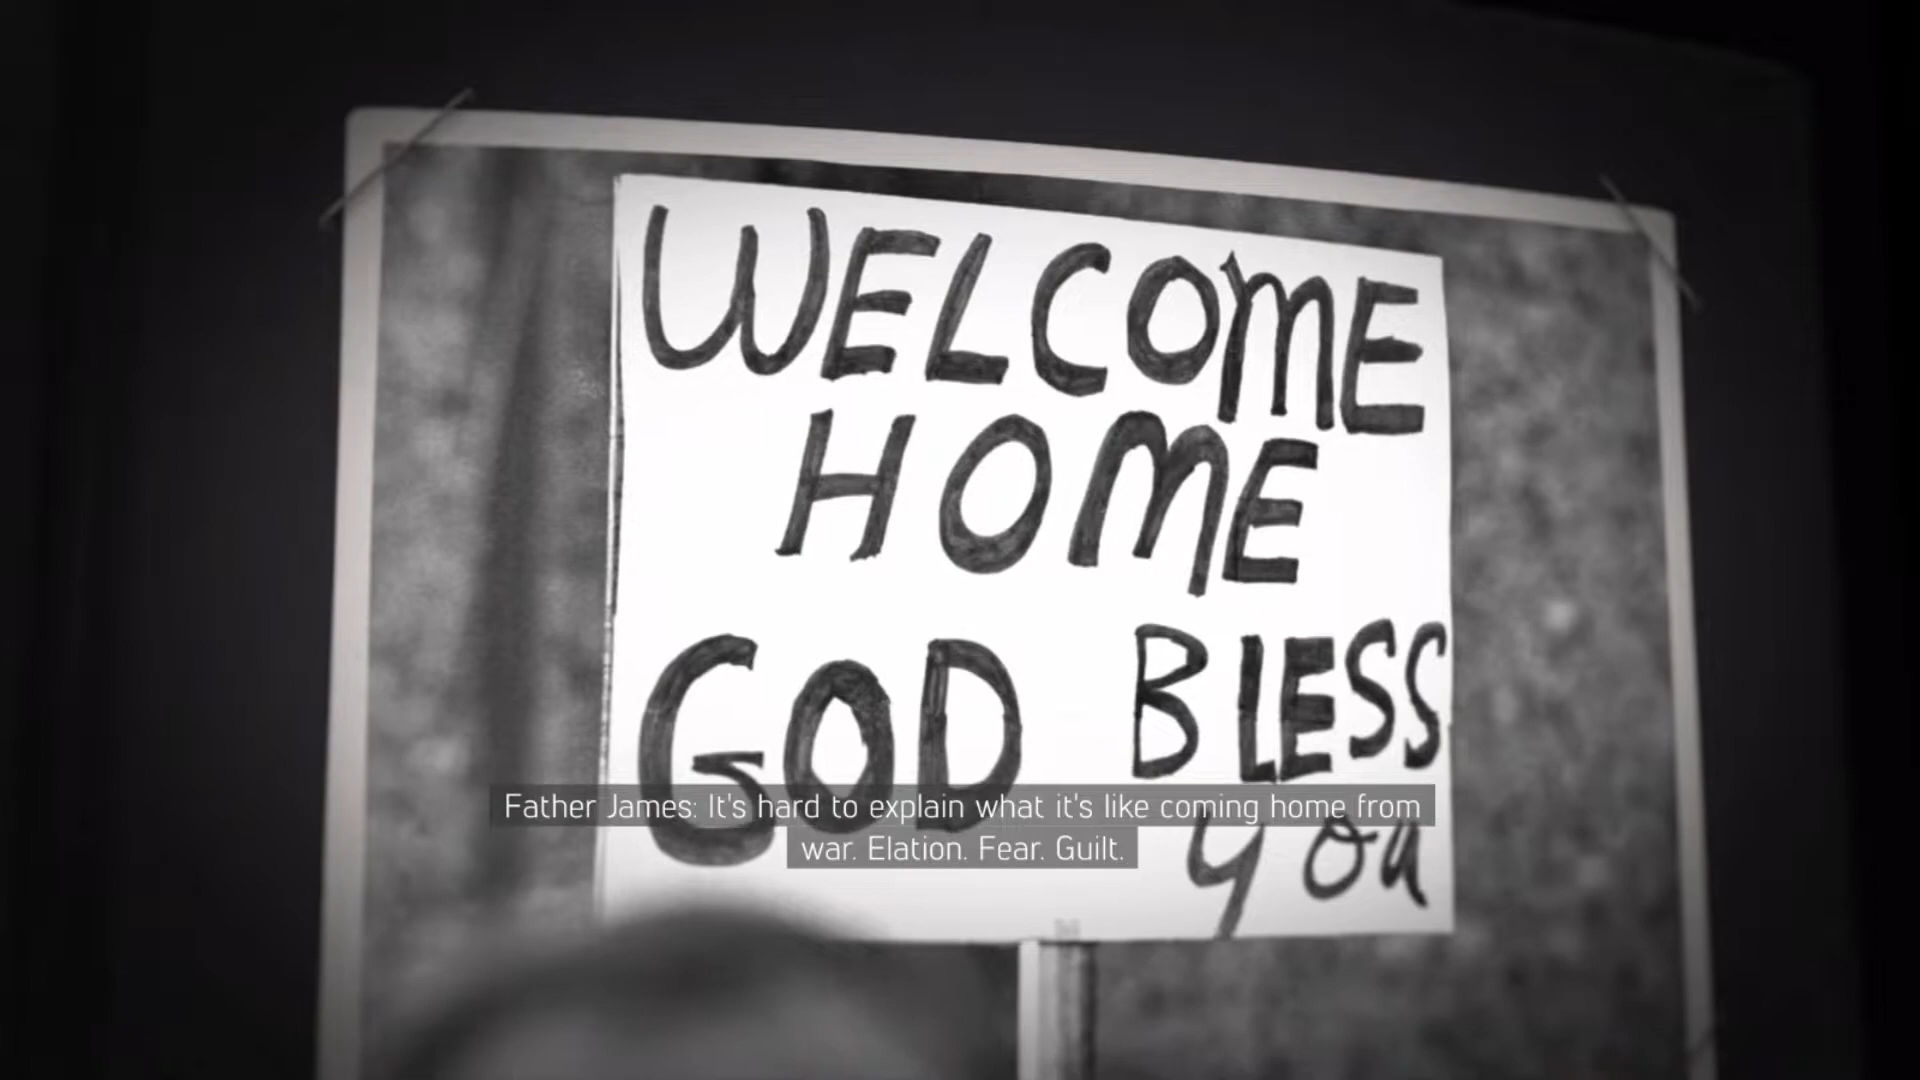 WELCOME
HOME
GOD BLESS
you
Father James: It's hard to explain what it's like coming home from
war. Elation. Fear. Guilt.